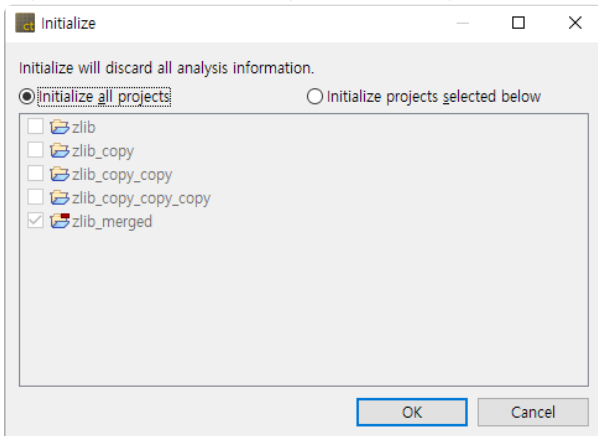 ct Initialize
Initialize will discard all analysis information.
Initialize all projects Initialize projects selected below
zlib
zlib_copy
zlib_copy_copy
zlib_copy_copy_copy
zlib_merged
OK Cancel